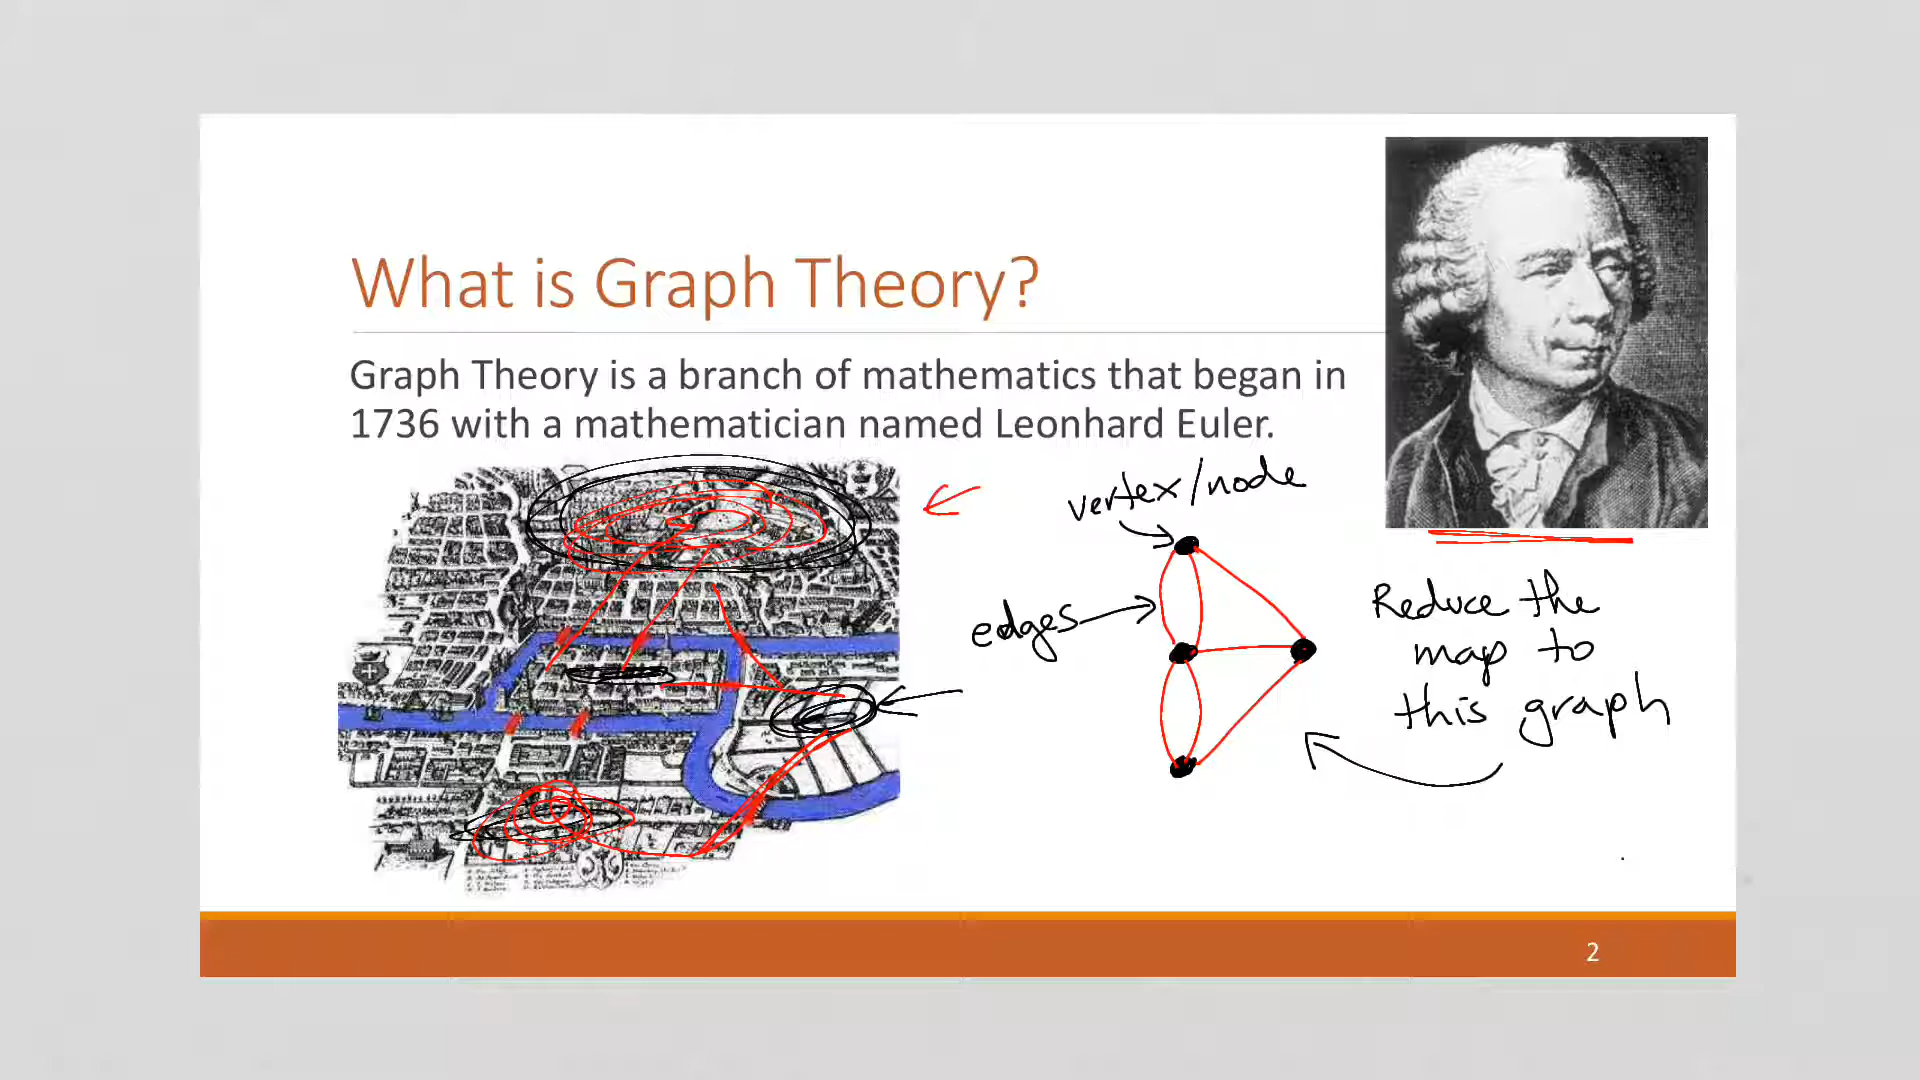 What is Graph Theory?
Graph Theory is a branch of mathematics that began in
1736 with a mathematician named Leonhard Euler.
vertex/node
edges
Reduce the
map to
this graph
2